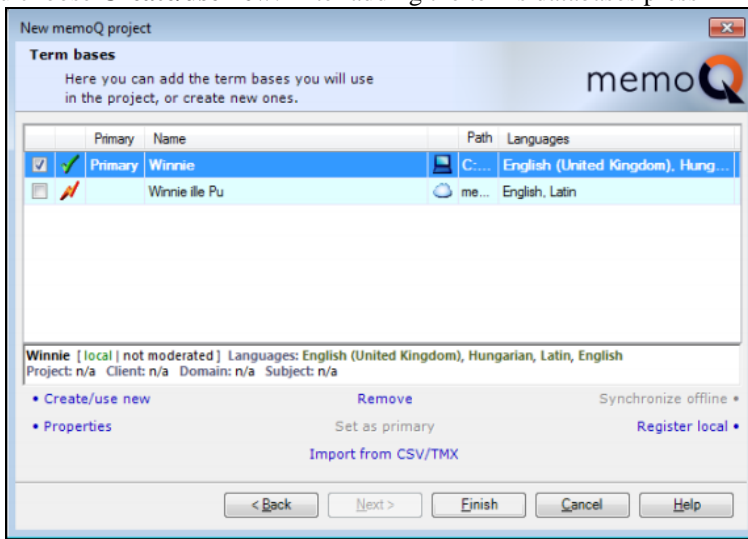 New memoQ project
Term bases
Here you can add the term bases you will use
in the project, or create new ones.
memoQ
Primary Name Path Languages
Primary Winnie C:... English (United Kingdom), Hung...
Winnie ille Pu me... English, Latin
Winnie [ local | not moderated ] Languages: English (United Kingdom), Hungarian, Latin, English
Project: n/a Client: n/a Domain: n/a Subject: n/a
• Create/use new Remove Synchronize offline •
• Properties Set as primary Register local •
Import from CSV/TMX
< Back Next > Finish Cancel Help